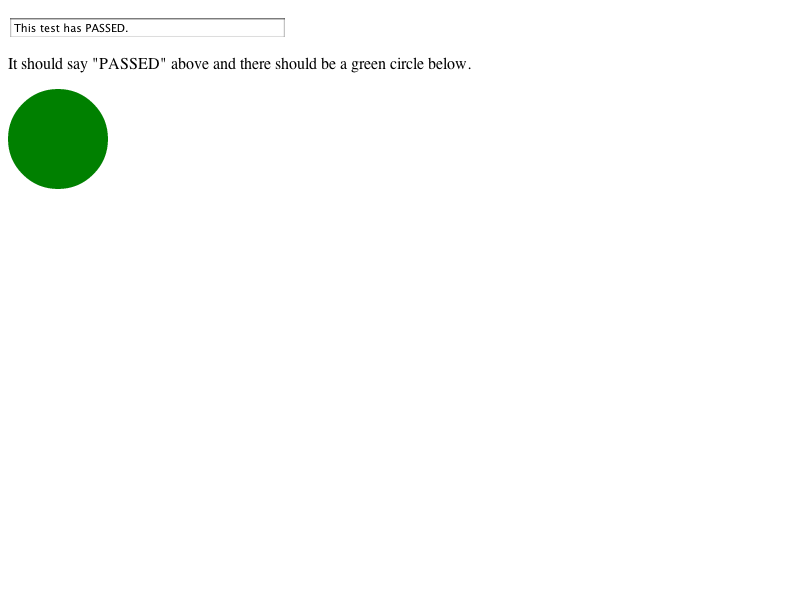 This test has PASSED.
It should say "PASSED" above and there should be a green circle below.